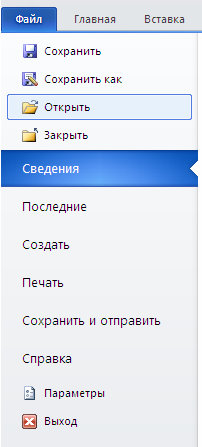 Файл Главная Вставка
Сохранить
Сохранить как
Открыть
Закрыть
Сведения
Последние
Создать
Печать
Сохранить и отправить
Справка
Параметры
Выход